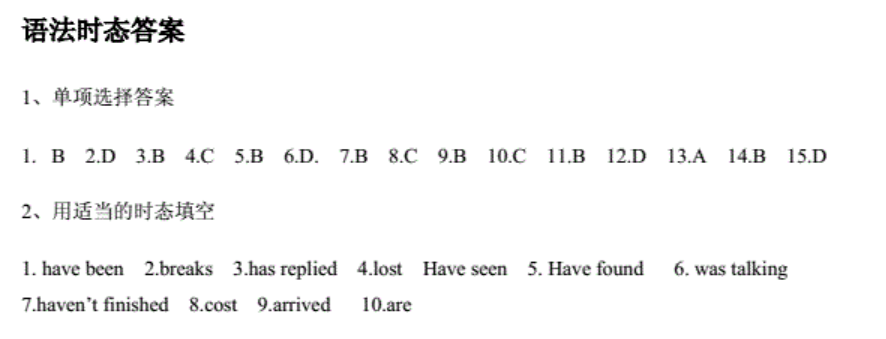 语法时态答案
1、单项选择答案
1. B 2.D 3.B 4.C 5.B 6.D. 7.B 8.C 9.B 10.C 11.B 12.D 13.A 14.B 15.D
2、用适当的时态填空
1. have been 2.breaks 3.has replied 4.lost Have seen 5. Have found 6. was talking
7.haven’t finished 8.cost 9.arrived 10.are